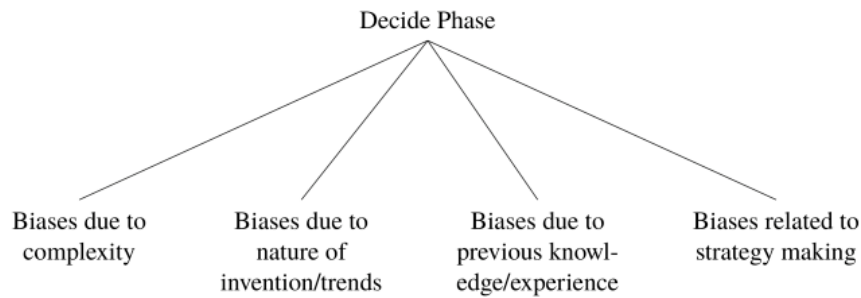 Decide Phase
Biases due to
complexity
Biases due to
nature of
invention/trends
Biases due to
previous knowl-
edge/experience
Biases related to
strategy making